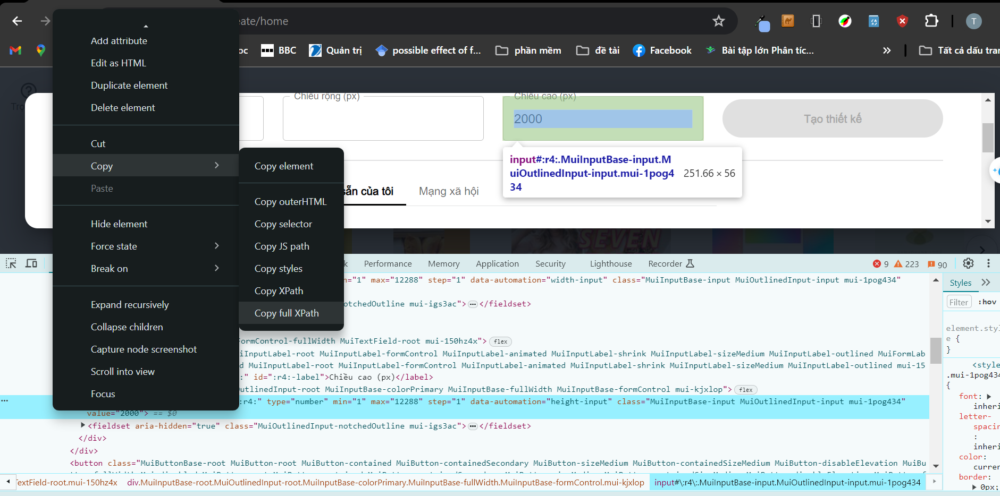 eate/home
T
oc
BBC
Quản trị
possible effect of f...
phần mềm
đề tài
Facebook
Bài tập lớn Phân tíc...
»
Tất cả dấu tran
Add attribute
Edit as HTML
Duplicate element
Delete element
Cut
Copy
Paste
Hide element
Force state
Break on
Expand recursively
Collapse children
Capture node screenshot
Scroll into view
Focus
Copy element
Copy outerHTML
Copy selector
Copy JS path
Copy styles
Copy XPath
Copy full XPath
Trợ
Chiều rộng (px)
Chiều cao (px)
2000
Tạo thiết kế
input#:r4:.MuiInputBase-input.M
uiOutlinedInput-input.mui-1pog4
34
251.66 × 56
sẵn của tôi
Mạng xã hội
SEVEN
k
Performance
Memory
Application
Security
Lighthouse
Recorder
9
223
90
n="1" max="12288" step="1" data-automation="width-input" class="MuiInputBase-input MuiOutlinedInput-input mui-1pog434"
otchedOutline mui-igs3ac">⋯</fieldset>
FormControl-fullWidth MuiTextField-root mui-150hz4x"> flex
iInputLabel-root MuiInputLabel-formControl MuiInputLabel-animated MuiInputLabel-shrink MuiInputLabel-sizeMedium MuiInputLabel-outlined MuiFormLab
d MuiInputLabel-root MuiInputLabel-formControl MuiInputLabel-animated MuiInputLabel-shrink MuiInputLabel-sizeMedium MuiInputLabel-outlined mui-15
:" id=":r4:-label">Chiều cao (px)</label>
OutlinedInput-root MuiInputBase-colorPrimary MuiInputBase-fullWidth MuiInputBase-formControl mui-kjxlop"> flex
:r4:" type="number" min="1" max="12288" step="1" data-automation="height-input" class="MuiInputBase-input MuiOutlinedInput-input mui-1pog434"
value="2000"> == $0
<fieldset aria-hidden="true" class="MuiOutlinedInput-notchedOutline mui-igs3ac">⋯</fieldset>
</div>
</div>
<button class="MuiButtonBase-root MuiButton-root MuiButton-contained MuiButton-containedSecondary MuiButton-sizeMedium MuiButton-containedSizeMedium MuiButton-disableElevation MuiBu
TextField-root.mui-150hz4x
div.MuiInputBase-root.MuiOutlinedInput-root.MuiInputBase-colorPrimary.MuiInputBase-fullWidth.MuiInputBase-formControl.mui-kjxlop
input#\:r4\:.MuiInputBase-input.MuiOutlinedInput-input.mui-1pog434
Styles
Filter
:hov
element.styl
e {
}
<style
.mui-1pog434
{
font:
inheri
letter-
spacin
:
inheri
color:
curren
border:
0px;